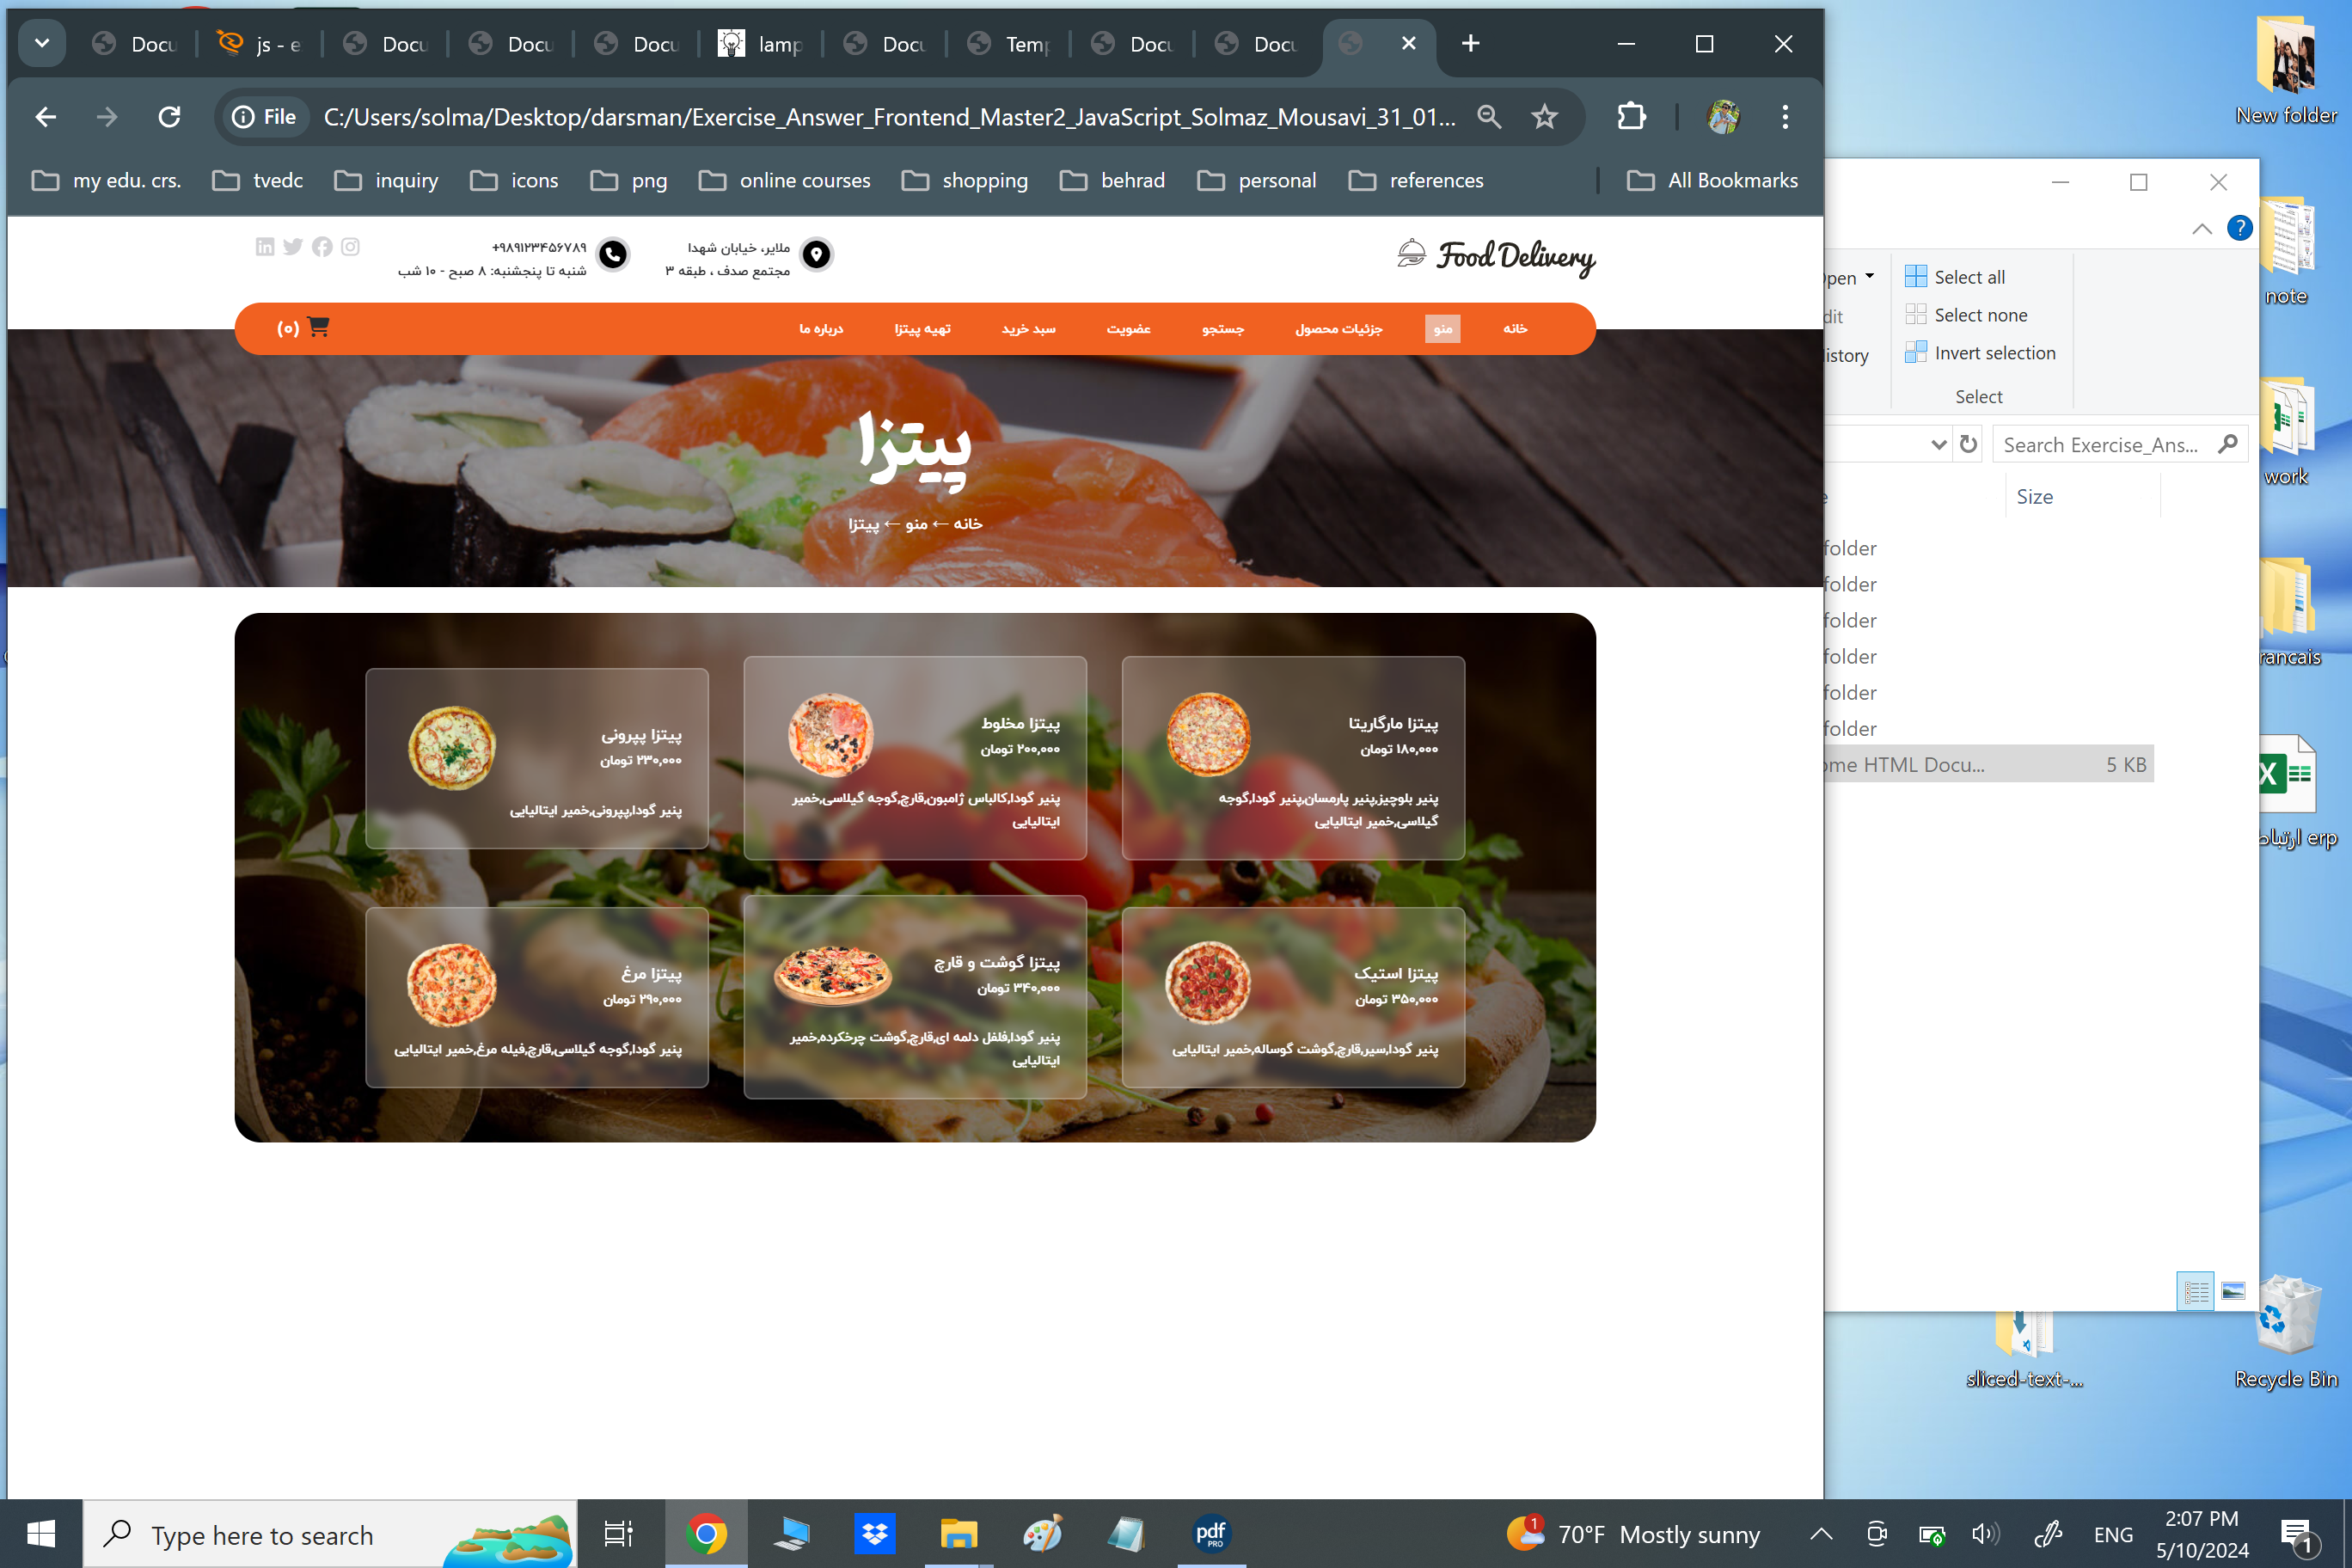 Docu
js - e
Docu
Docu
Docu
lamp
Docu
Temp
Docu
Docu
File
C:/Users/solma/Desktop/darsman/Exercise_Answer_Frontend_Master2_JavaScript_Solmaz_Mousavi_31_01...
my edu. crs.
tvedc
inquiry
icons
png
online courses
shopping
behrad
personal
references
All Bookmarks
Food Delivery
ملایر، خیابان شهدا
مجتمع صدف ، طبقه ۳
+۹۸۹۱۲۳۴۵۶۷۸۹
شنبه تا پنجشنبه: ۸ صبح - ۱۰ شب
خانه
منو
جزئیات محصول
جستجو
عضویت
سبد خرید
تهیه پیتزا
درباره ما
(۰)
پیتزا
خانه ← منو ← پیتزا
پیتزا مارگاریتا
۱۸۰,۰۰۰ تومان
پنیر بلوچیز,پنیر پارمسان,پنیر گودا,گوجه
گیلاسی,خمیر ایتالیایی
پیتزا مخلوط
۲۰۰,۰۰۰ تومان
پنیر گودا,کالباس ژامبون,قارچ,گوجه گیلاسی,خمیر
ایتالیایی
پیتزا پپرونی
۲۳۰,۰۰۰ تومان
پنیر گودا,پپرونی,خمیر ایتالیایی
پیتزا استیک
۳۵۰,۰۰۰ تومان
پنیر گودا,سیر,قارچ,گوشت گوساله,خمیر ایتالیایی
پیتزا گوشت و قارچ
۳۴۰,۰۰۰ تومان
پنیر گودا,فلفل دلمه ای,قارچ,گوشت چرخکرده,خمیر
ایتالیایی
پیتزا مرغ
۲۹۰,۰۰۰ تومان
پنیر گودا,گوجه گیلاسی,قارچ,فیله مرغ,خمیر ایتالیایی
pen
dit
istory
Select all
Select none
Invert selection
Select
Search Exercise_Ans...
e
Size
folder
folder
folder
folder
folder
folder
ome HTML Docu...
5 KB
New folder
note
work
rancais
ارتباط erp
sliced-text-...
Recycle Bin
Type here to search
pdf
PRO
1
70°F Mostly sunny
ENG
2:07 PM
5/10/2024
1